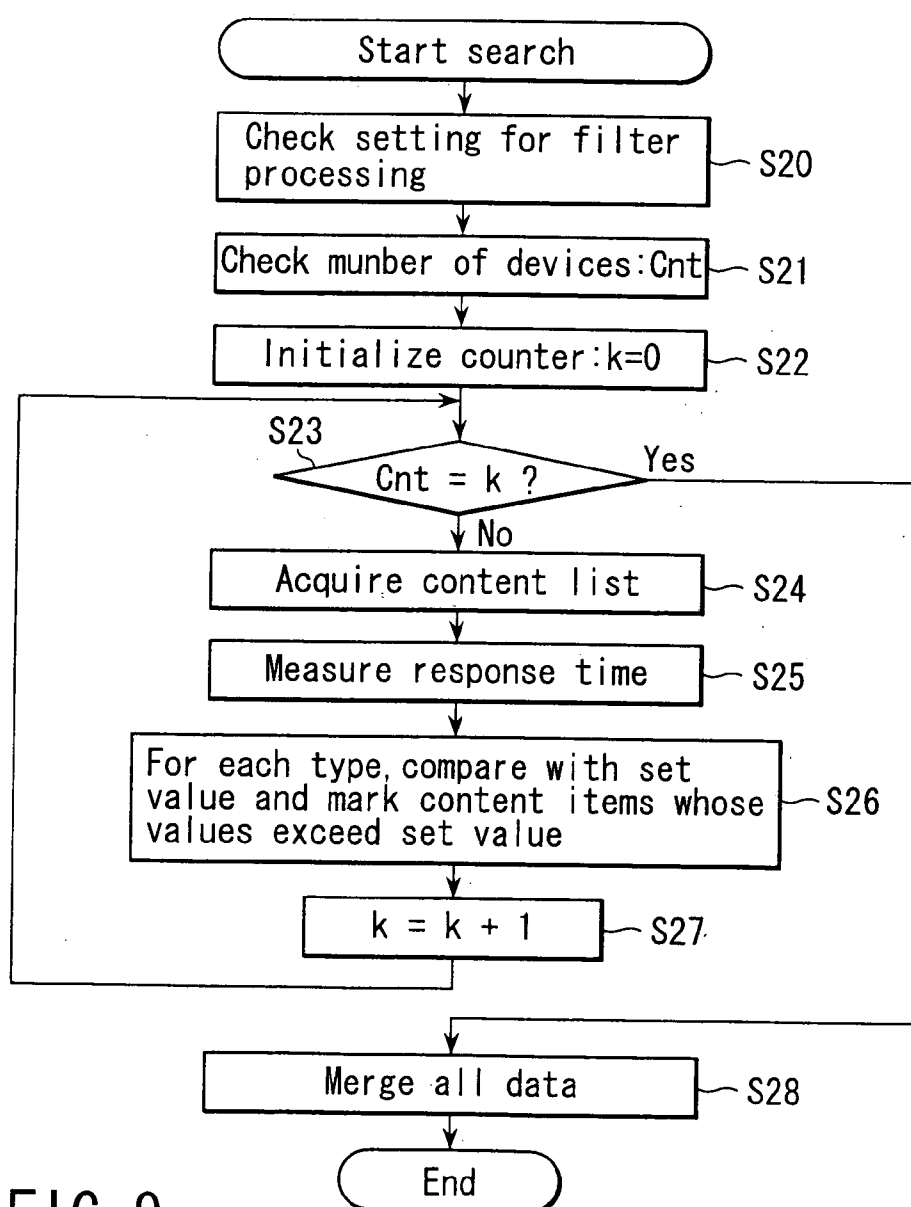 Start search
Check setting for filter
processing
S20
Check munber of devices:Cnt
S21
Initialize counter:k=0
S22
S23
Cnt = k ?
Yes
No
Acquire content list
S24
Measure response time
S25
For each type, compare with set
value and mark content items whose
values exceed set value
S26
k = k + 1
S27
Merge all data
S28
End